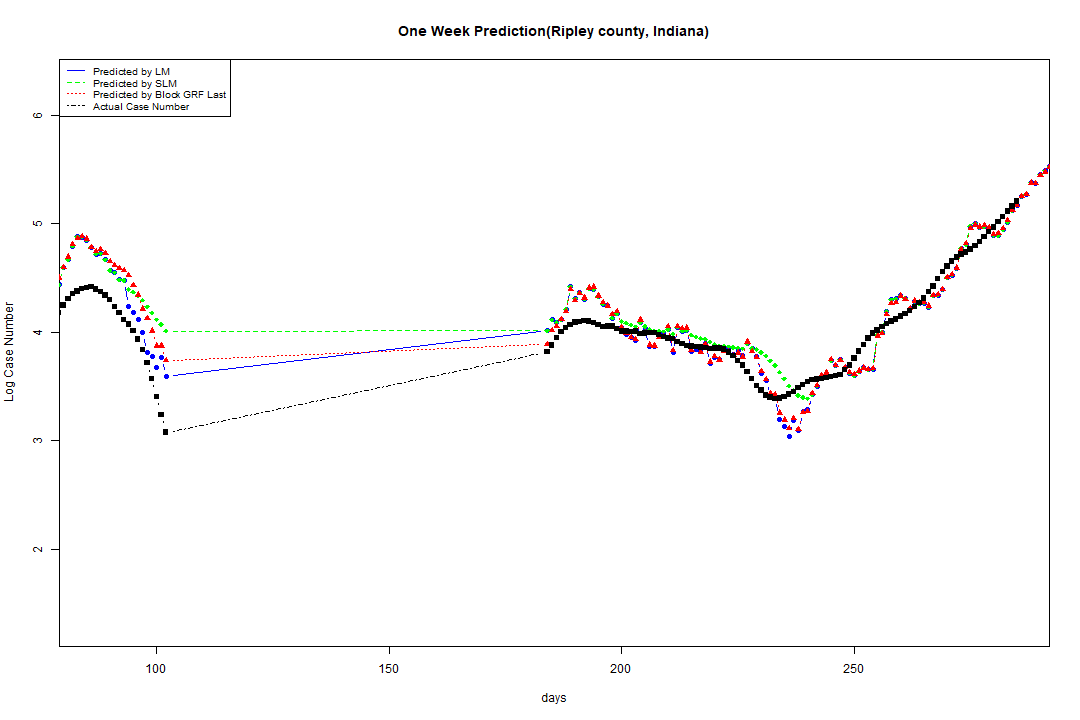 One Week Prediction(Ripley county, Indiana)
Predicted by LM
Predicted by SLM
Predicted by Block GRF Last
Actual Case Number
6
5
4
3
2
Log Case Number
100
150
200
250
days